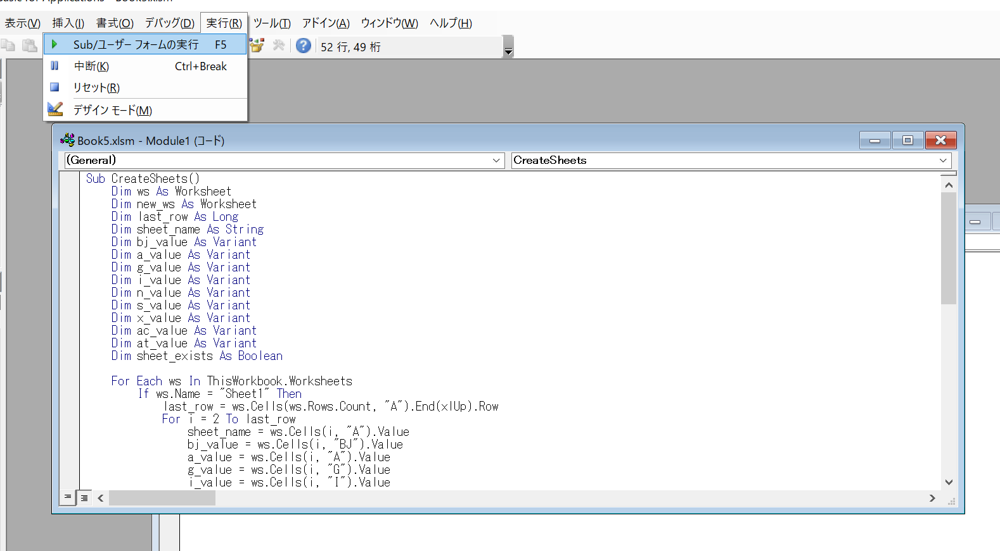 表示(V) 挿入(I) 書式(O) デバッグ(D) 実行(R) ツール(T) アドイン(A) ウィンドウ(W) ヘルプ(H)
Sub/ユーザー フォームの実行 F5
52 行, 49 桁
中断(K) Ctrl+Break
リセット(R)
デザイン モード(M)
Book5.xlsm - Module1 (コード)
(General) CreateSheets
Sub CreateSheets()
Dim ws As Worksheet
Dim new_ws As Worksheet
Dim last_row As Long
Dim sheet_name As String
Dim bj_value As Variant
Dim a_value As Variant
Dim g_value As Variant
Dim i_value As Variant
Dim n_value As Variant
Dim s_value As Variant
Dim x_value As Variant
Dim ac_value As Variant
Dim at_value As Variant
Dim sheet_exists As Boolean
For Each ws In ThisWorkbook.Worksheets
If ws.Name = "Sheet1" Then
last_row = ws.Cells(ws.Rows.Count, "A").End(xlUp).Row
For i = 2 To last_row
sheet_name = ws.Cells(i, "A").Value
bj_value = ws.Cells(i, "BJ").Value
a_value = ws.Cells(i, "A").Value
g_value = ws.Cells(i, "G").Value
i_value = ws.Cells(i, "I").Value